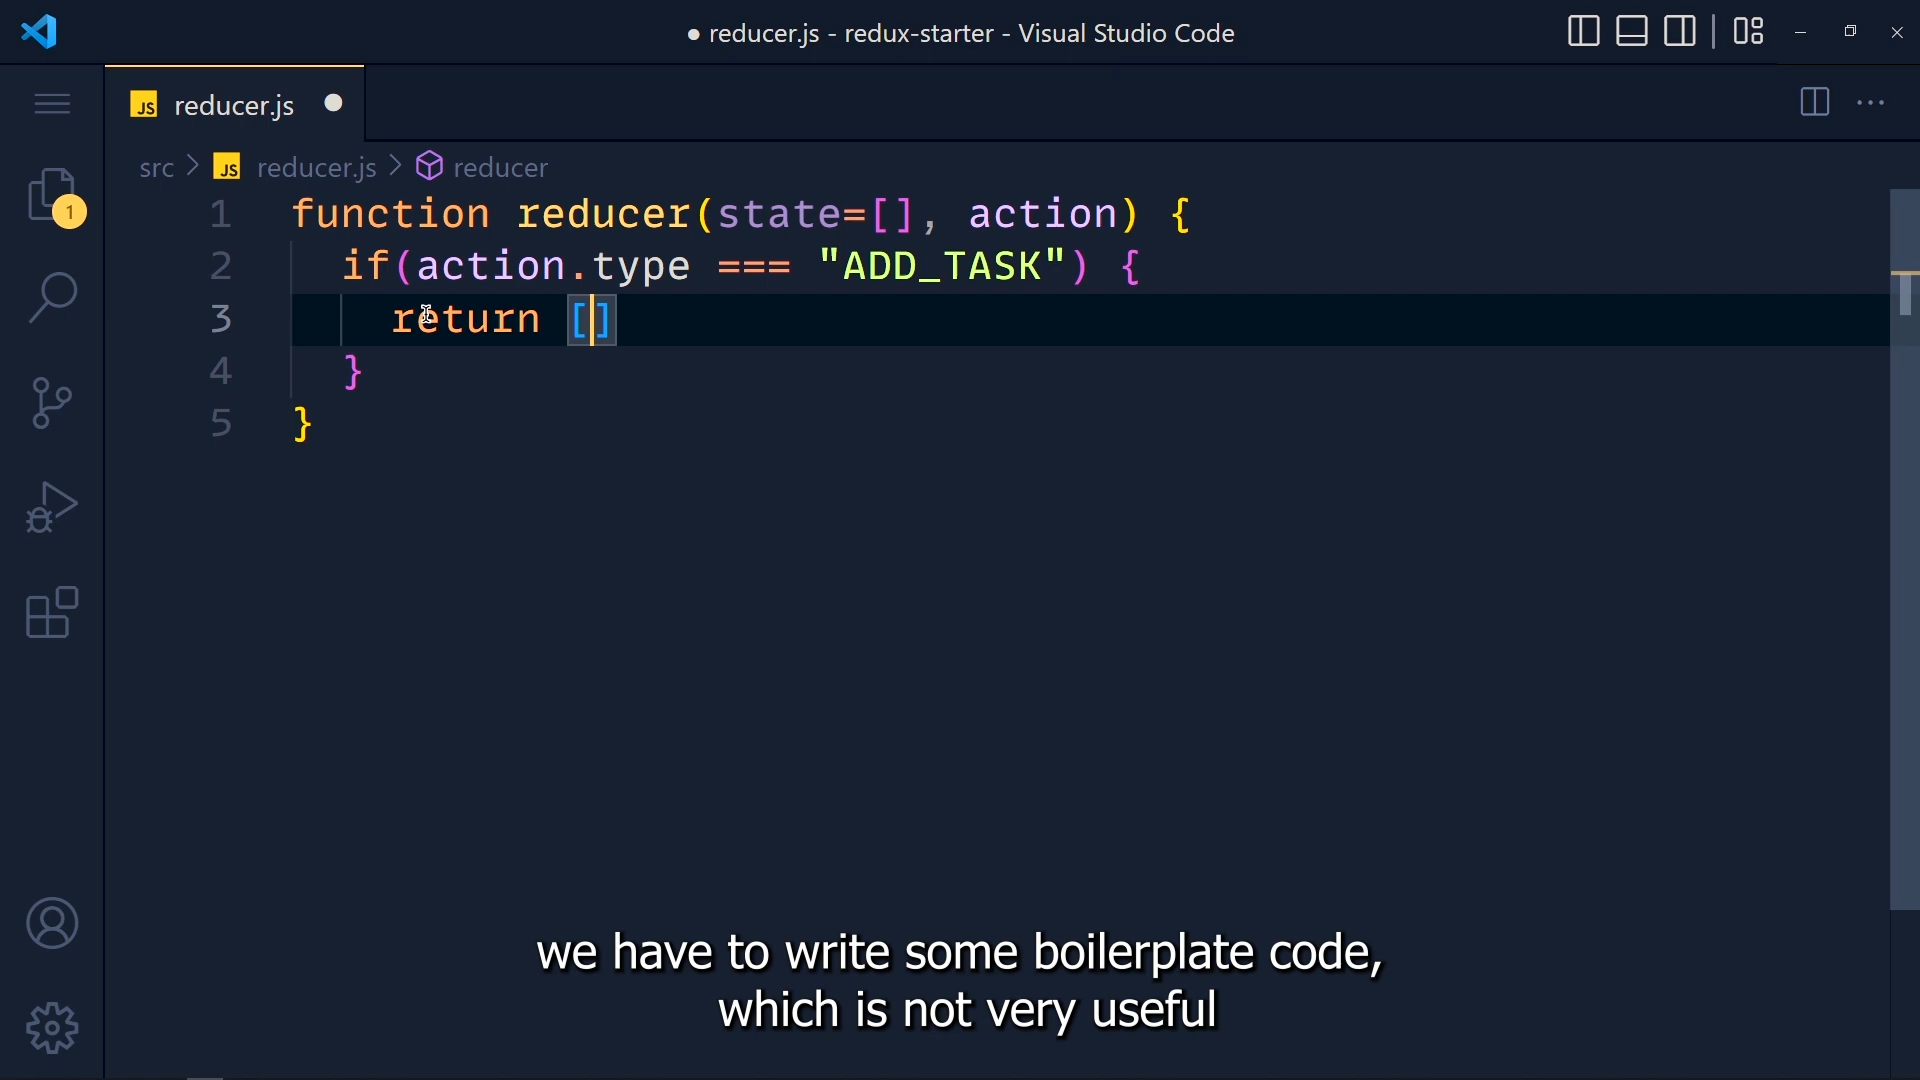 ● reducer.js - redux-starter - Visual Studio Code
JS reducer.js
src > JS reducer.js > reducer
1 function reducer(state=[], action) {
2 if(action.type === "ADD_TASK") {
3 return []
4 }
5 }
1
we have to write some boilerplate code,
which is not very useful